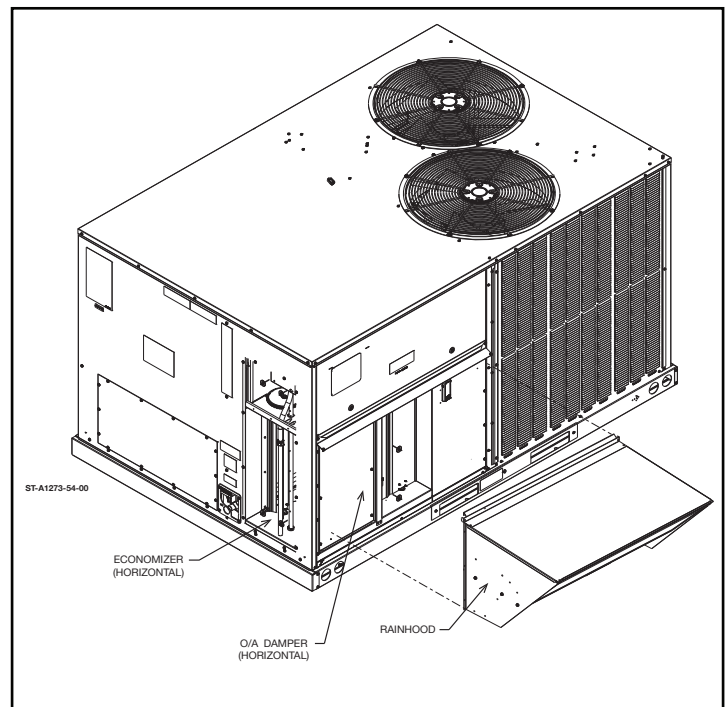 ST-A1273-54-00
ECONOMIZER
(HORIZONTAL)
O/A DAMPER
(HORIZONTAL)
RAINHOOD